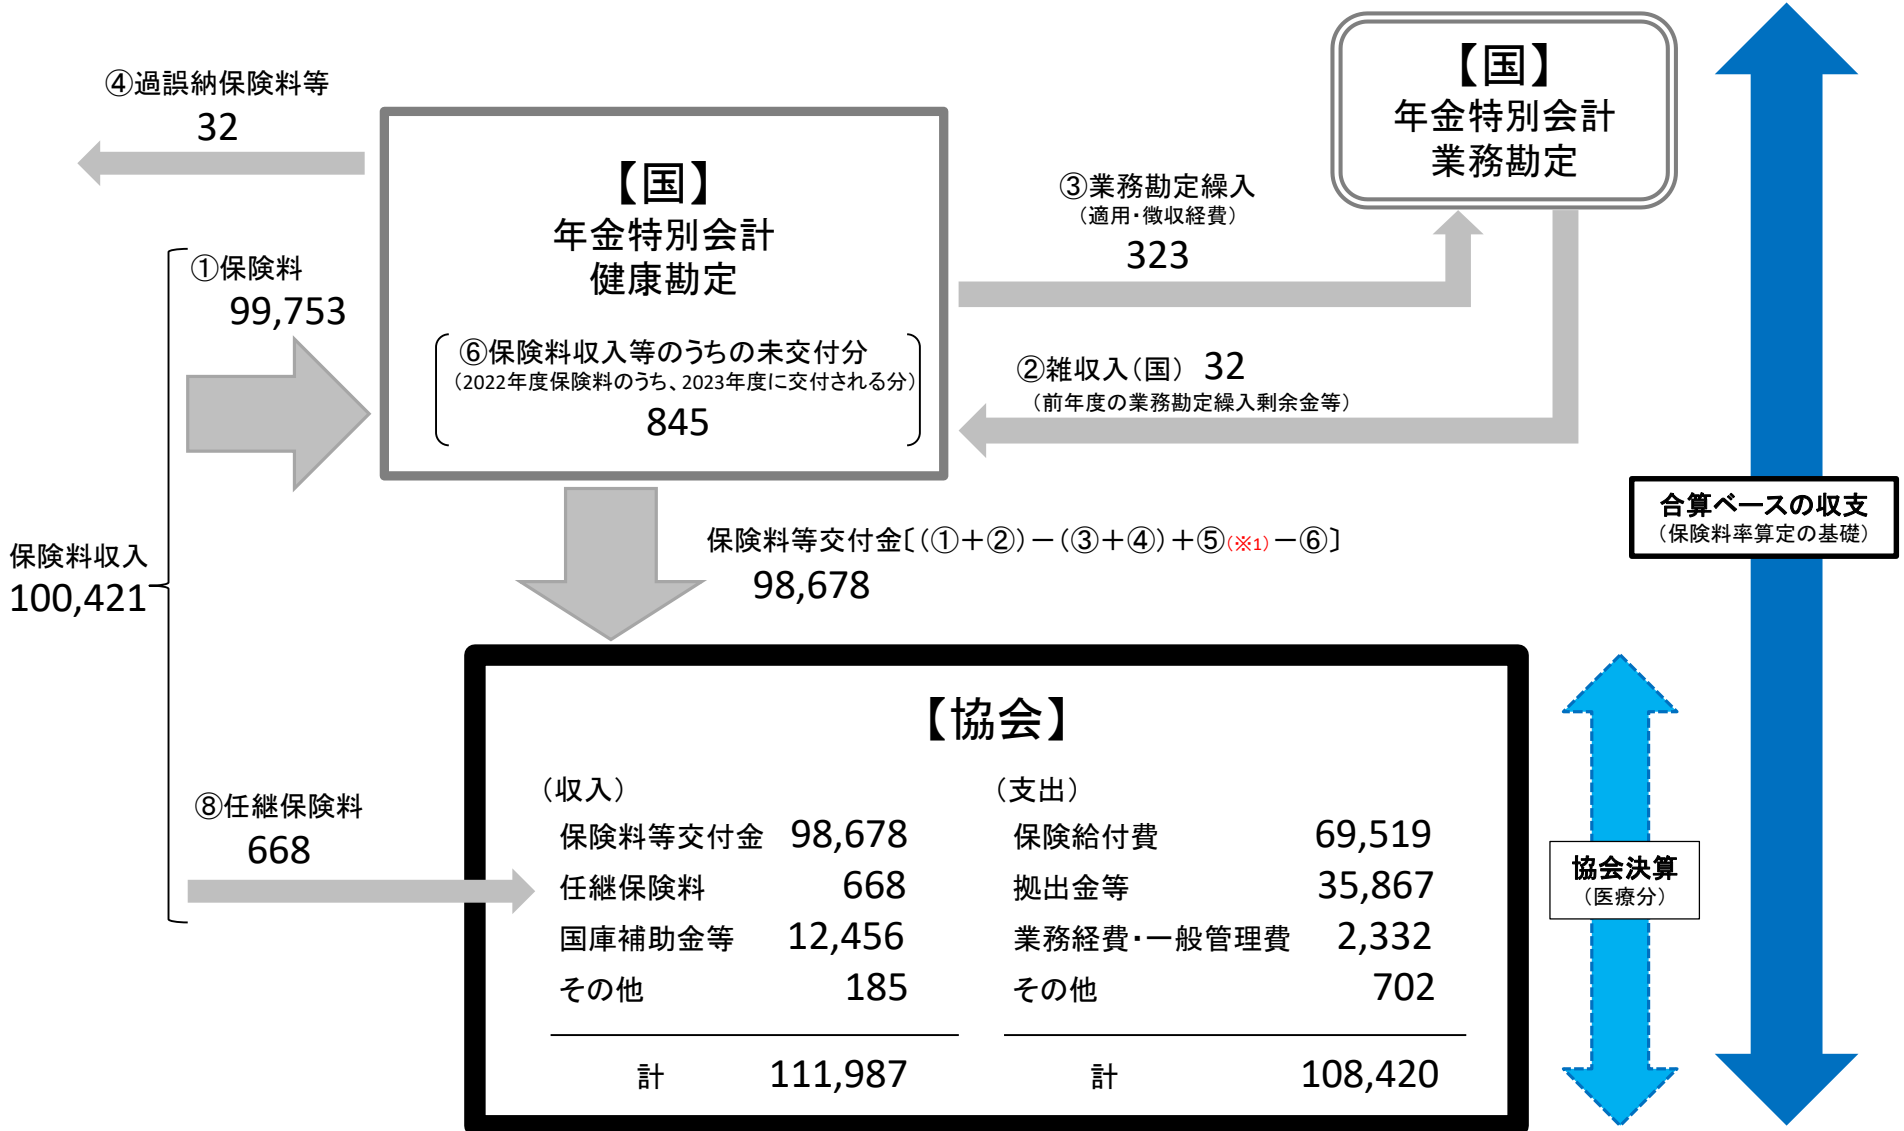 ④過誤納保険料等
32
【国】
年金特別会計
業務勘定
【国】
年金特別会計
健康勘定
⑥保険料収入等のうちの未交付分
（2022年度保険料のうち、2023年度に交付される分）
845
③業務勘定繰入
（適用・徴収経費）
323
①保険料
99,753
②雑収入（国） 32
（前年度の業務勘定繰入剰余金等）
合算ベースの収支
（保険料率算定の基礎）
保険料等交付金〔（①＋②）－（③＋④）＋⑤（※1）－⑥〕
98,678
保険料収入
100,421
【協会】
（収入）
保険料等交付金 98,678
任継保険料 668
国庫補助金等 12,456
その他 185
計 111,987
（支出）
保険給付費 69,519
拠出金等 35,867
業務経費・一般管理費 2,332
その他 702
計 108,420
⑧任継保険料
668
協会決算
（医療分）